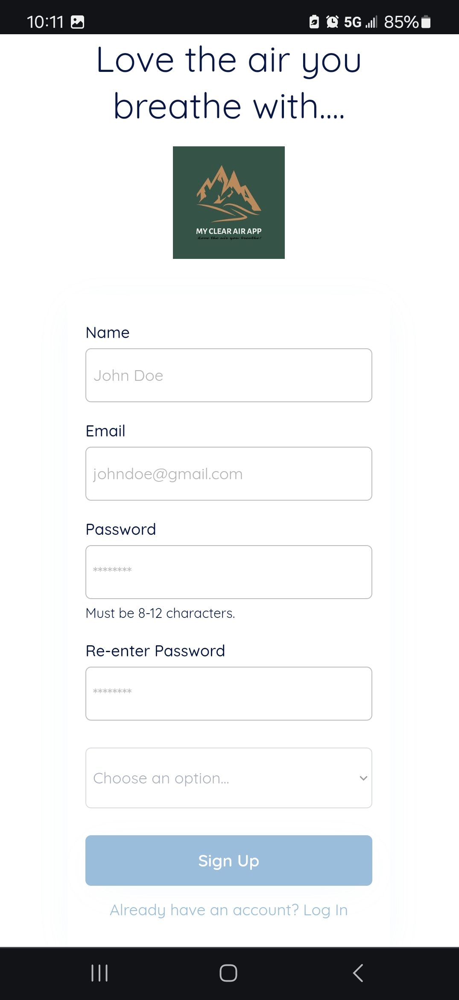 10:11
5G 85%
Love the air you
breathe with....
MY CLEAR AIR APP
Love the air you breathe!
Name
John Doe
Email
johndoe@gmail.com
Password
********
Must be 8-12 characters.
Re-enter Password
********
Choose an option...
Sign Up
Already have an account? Log In